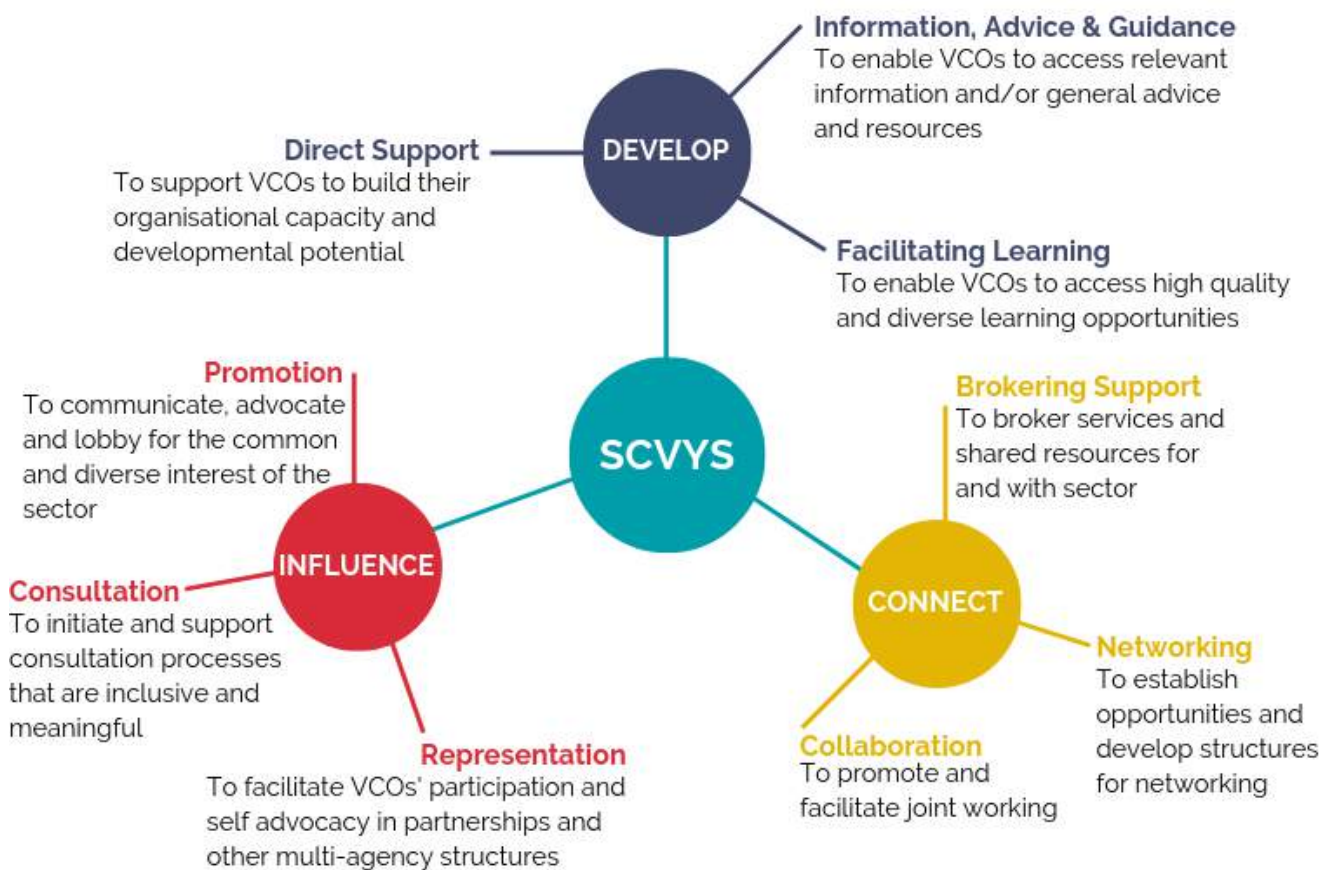 Information, Advice & Guidance
To enable VCOs to access relevant
information and/or general advice
and resources
DEVELOP
Direct Support
To support VCOs to build their
organisational capacity and
developmental potential
Facilitating Learning
To enable VCOs to access high quality
and diverse learning opportunities
SCVYS
Promotion
To communicate, advocate
and lobby for the common
and diverse interest of the
sector
INFLUENCE
Consultation
To initiate and support
consultation processes
that are inclusive and
meaningful
Representation
To facilitate VCOs' participation and
self advocacy in partnerships and
other multi-agency structures
Brokering Support
To broker services and
shared resources for
and with sector
CONNECT
Networking
To establish
opportunities and
develop structures
for networking
Collaboration
To promote and
facilitate joint working